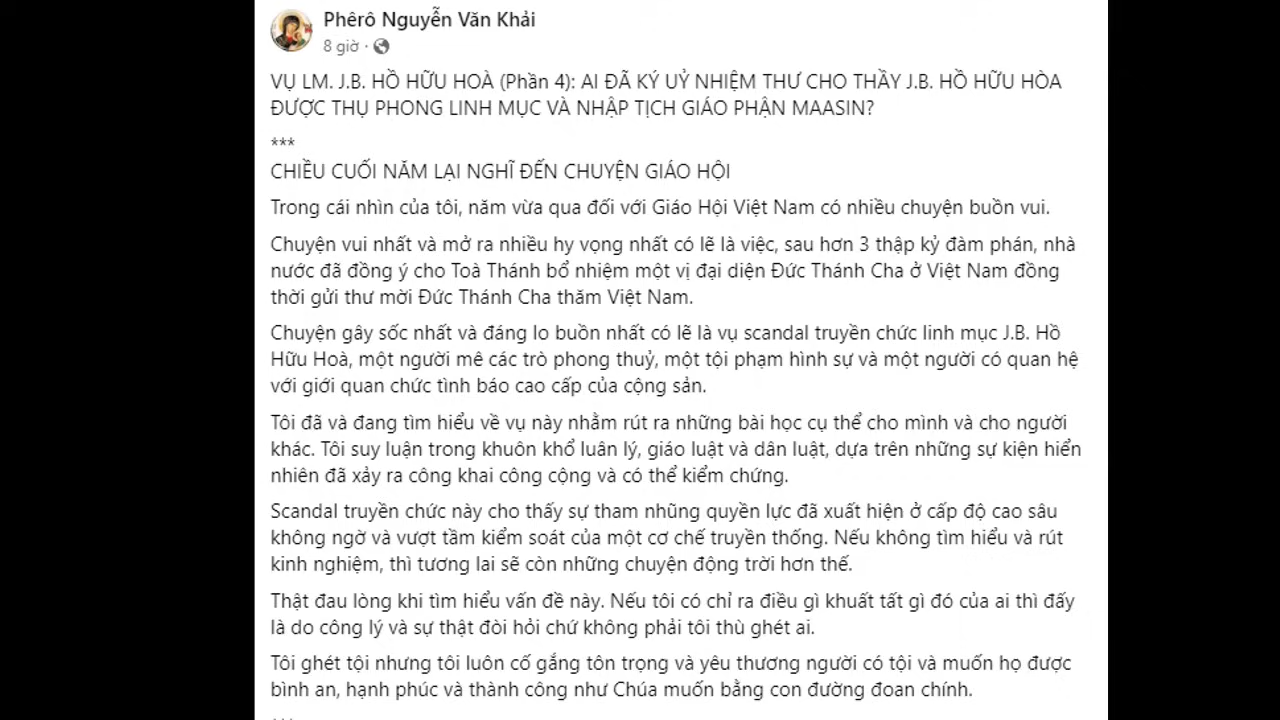 Phêrô Nguyễn Văn Khải
8 giờ ·
VỤ LM. J.B. HỒ HỮU HOÀ (Phần 4): AI ĐÃ KÝ UỶ NHIỆM THƯ CHO THẦY J.B. HỒ HỮU HÒA
ĐƯỢC THỤ PHONG LINH MỤC VÀ NHẬP TỊCH GIÁO PHẬN MAASIN?
***
CHIỀU CUỐI NĂM LẠI NGHĨ ĐẾN CHUYỆN GIÁO HỘI
Trong cái nhìn của tôi, năm vừa qua đối với Giáo Hội Việt Nam có nhiều chuyện buồn vui.
Chuyện vui nhất và mở ra nhiều hy vọng nhất có lẽ là việc, sau hơn 3 thập kỷ đàm phán, nhà
nước đã đồng ý cho Toà Thánh bổ nhiệm một vị đại diện Đức Thánh Cha ở Việt Nam đồng
thời gửi thư mời Đức Thánh Cha thăm Việt Nam.
Chuyện gây sốc nhất và đáng lo buồn nhất có lẽ là vụ scandal truyền chức linh mục J.B. Hồ
Hữu Hoà, một người mê các trò phong thuỷ, một tội phạm hình sự và một người có quan hệ
với giới quan chức tình báo cao cấp của cộng sản.
Tôi đã và đang tìm hiểu về vụ này nhằm rút ra những bài học cụ thể cho mình và cho người
khác. Tôi suy luận trong khuôn khổ luân lý, giáo luật và dân luật, dựa trên những sự kiện hiển
nhiên đã xảy ra công khai công cộng và có thể kiểm chứng.
Scandal truyền chức này cho thấy sự tham nhũng quyền lực đã xuất hiện ở cấp độ cao sâu
không ngờ và vượt tầm kiểm soát của một cơ chế truyền thống. Nếu không tìm hiểu và rút
kinh nghiệm, thì tương lai sẽ còn những chuyện động trời hơn thế.
Thật đau lòng khi tìm hiểu vấn đề này. Nếu tôi có chỉ ra điều gì khuất tất gì đó của ai thì đấy
là do công lý và sự thật đòi hỏi chứ không phải tôi thù ghét ai.
Tôi ghét tội nhưng tôi luôn cố gắng tôn trọng và yêu thương người có tội và muốn họ được
bình an, hạnh phúc và thành công như Chúa muốn bằng con đường đoan chính.
***